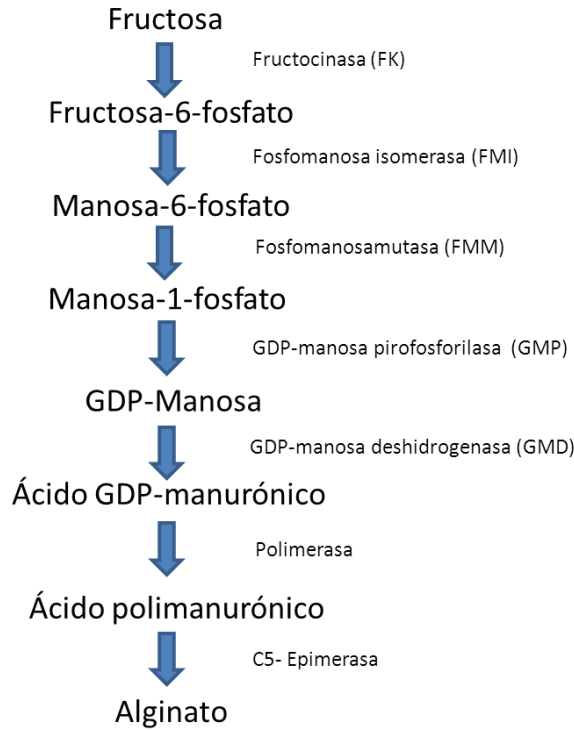 Fructosa
Fructocinasa (FK)
Fructosa-6-fosfato
Fosfomanosa isomerasa (FMI)
Manosa-6-fosfato
Fosfomanosamutasa (FMM)
Manosa-1-fosfato
GDP-manosa pirofosforilasa (GMP)
GDP-Manosa
GDP-manosa deshidrogenasa (GMD)
Ácido GDP-manurónico
Polimerasa
Ácido polimanurónico
C5- Epimerasa
Alginato